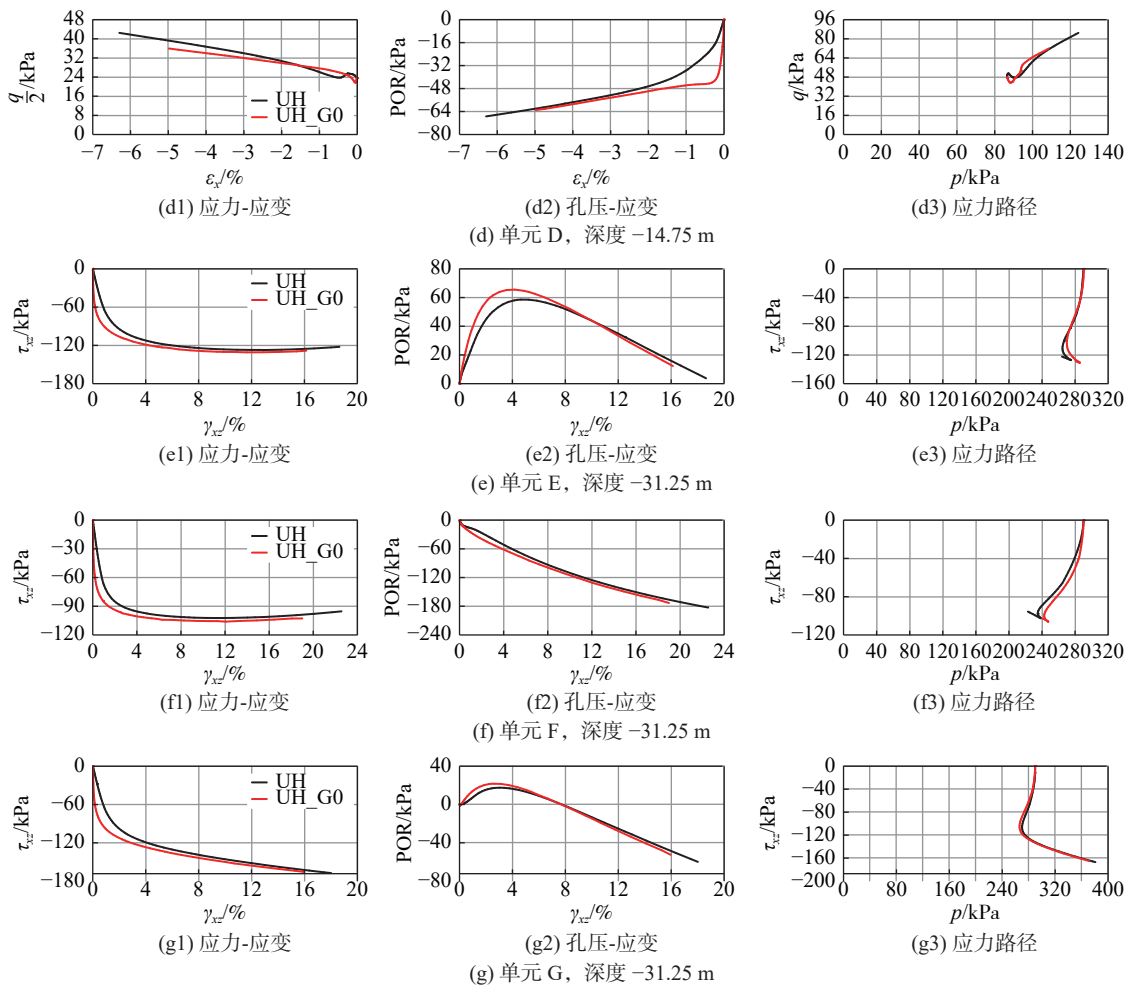 48
40
32
24
16
8
0
q/2/kPa
UH
UH_G0
−7 −6 −5 −4 −3 −2 −1 0
εx/%
(d1) 应力-应变
0
−16
−32
−48
−64
−80
POR/kPa
−7 −6 −5 −4 −3 −2 −1 0
εx/%
(d2) 孔压-应变
96
80
64
48
32
16
0
q/kPa
0 20 40 60 80 100 120 140
p/kPa
(d3) 应力路径
(d) 单元 D，深度 −14.75 m
0
−60
−120
−180
τxz/kPa
UH
UH_G0
0 4 8 12 16 20
γxz/%
(e1) 应力-应变
80
60
40
20
0
POR/kPa
0 4 8 12 16 20
γxz/%
(e2) 孔压-应变
0
−40
−80
−120
−160
τxz/kPa
0 40 80 120 160 200 240 280 320
p/kPa
(e3) 应力路径
(e) 单元 E，深度 −31.25 m
0
−30
−60
−90
−120
τxz/kPa
UH
UH_G0
0 4 8 12 16 20 24
γxz/%
(f1) 应力-应变
0
−60
−120
−180
−240
POR/kPa
0 4 8 12 16 20 24
γxz/%
(f2) 孔压-应变
0
−40
−80
−120
τxz/kPa
0 40 80 120 160 200 240 280 320
p/kPa
(f3) 应力路径
(f) 单元 F，深度 −31.25 m
0
−60
−120
−180
τxz/kPa
UH
UH_G0
0 4 8 12 16 20
γxz/%
(g1) 应力-应变
40
0
−40
−80
POR/kPa
0 4 8 12 16 20
γxz/%
(g2) 孔压-应变
0
−40
−80
−120
−160
−200
τxz/kPa
0 80 160 240 320 400
p/kPa
(g3) 应力路径
(g) 单元 G，深度 −31.25 m